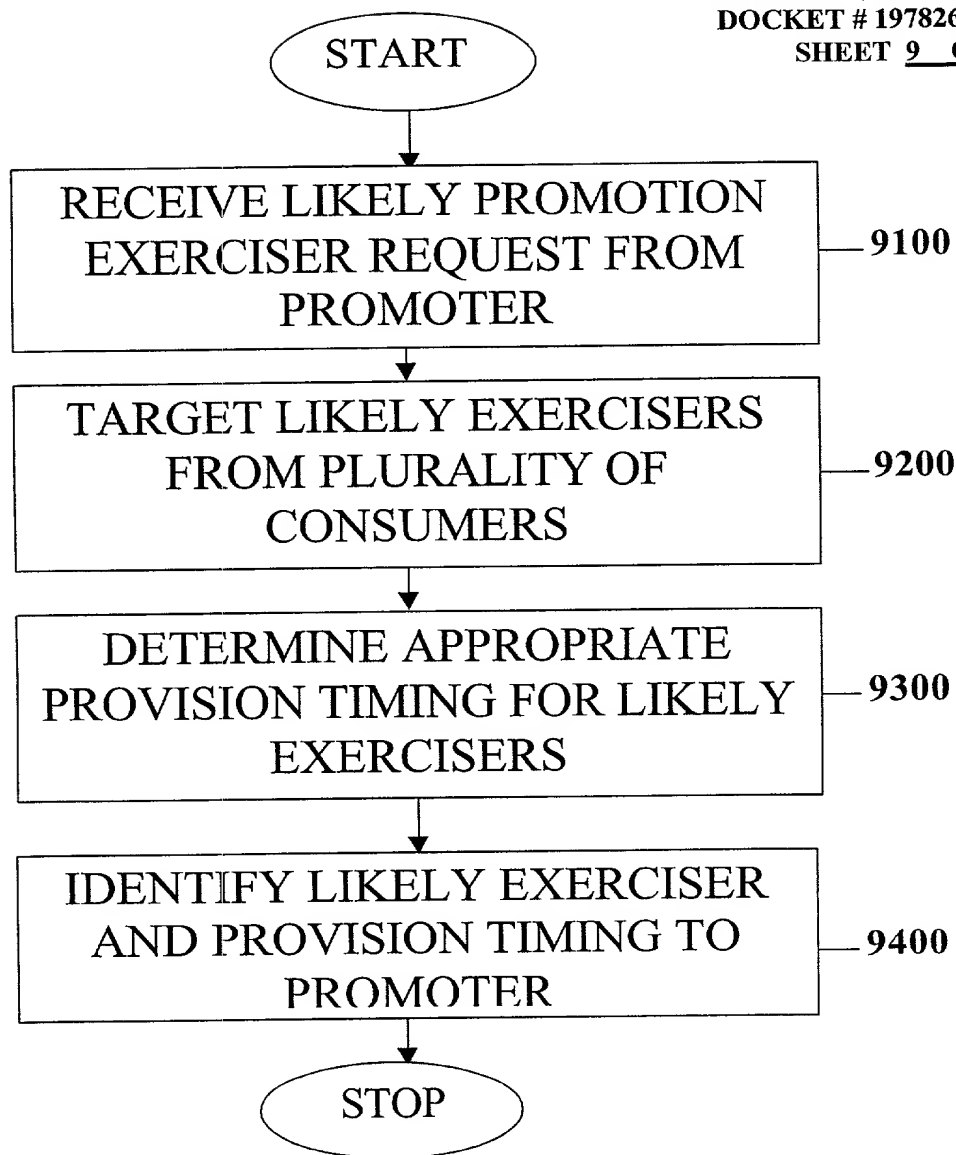 DOCKET # 197826
SHEET 9
START
RECEIVE LIKELY PROMOTION
EXERCISER REQUEST FROM
PROMOTER
9100
TARGET LIKELY EXERCISERS
FROM PLURALITY OF
CONSUMERS
9200
DETERMINE APPROPRIATE
PROVISION TIMING FOR LIKELY
EXERCISERS
9300
IDENTIFY LIKELY EXERCISER
AND PROVISION TIMING TO
PROMOTER
9400
STOP